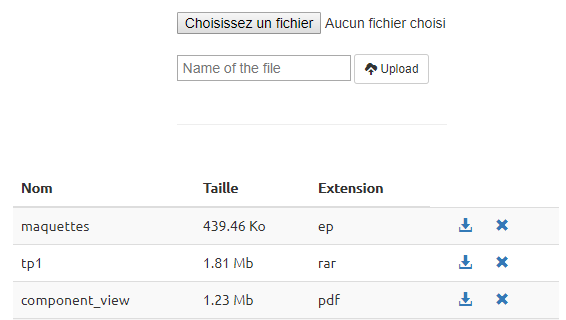 Choisissez un fichier Aucun fichier choisi
Name of the file Upload
Nom Taille Extension
maquettes 439.46 Ko ep
tp1 1.81 Mb rar
component_view 1.23 Mb pdf